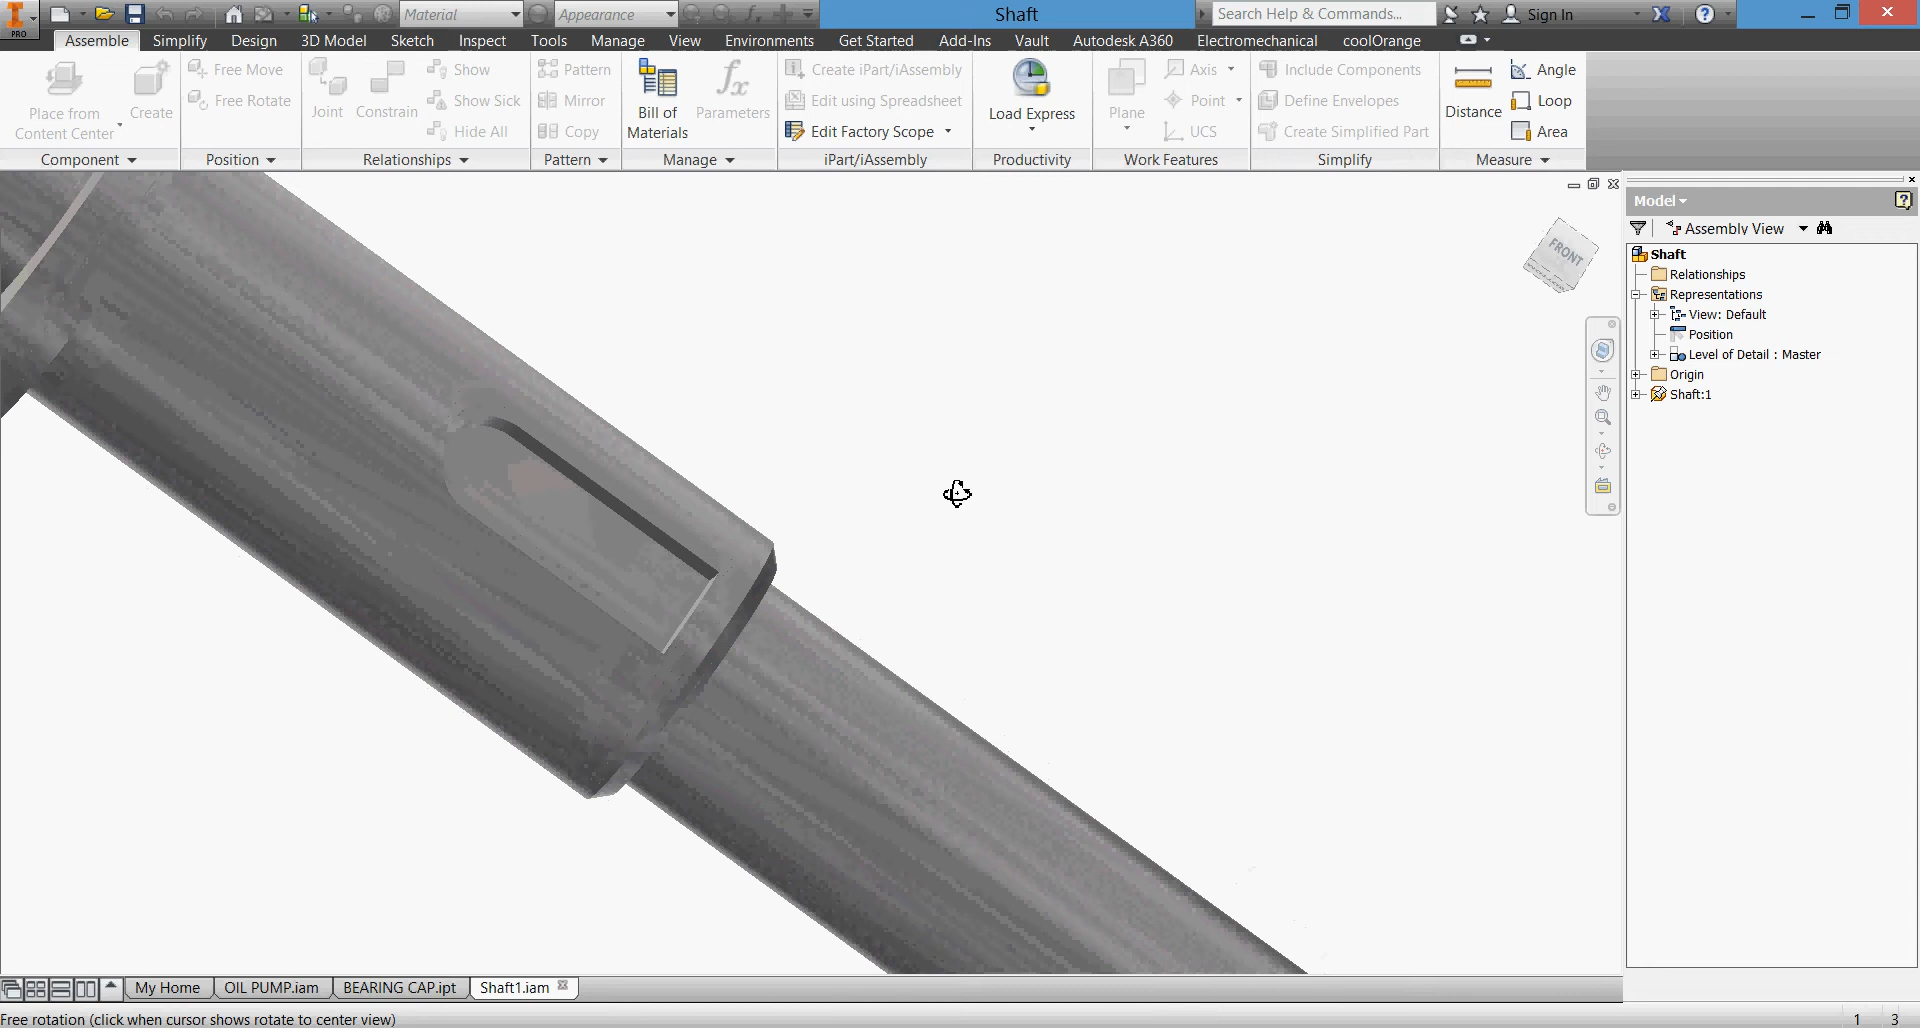 PRO
Material
Appearance
Shaft
Search Help & Commands...
Sign In
Assemble Simplify Design 3D Model Sketch Inspect Tools Manage View Environments Get Started Add-Ins Vault Autodesk A360 Electromechanical coolOrange
Place from
Content Center
Create
Component
Free Move
Free Rotate
Position
Joint
Constrain
Show
Show Sick
Hide All
Relationships
Pattern
Mirror
Copy
Pattern
Bill of
Materials
Parameters
Manage
Create iPart/iAssembly
Edit using Spreadsheet
Edit Factory Scope
iPart/iAssembly
Load Express
Productivity
Plane
Axis
Point
UCS
Work Features
Include Components
Define Envelopes
Create Simplified Part
Simplify
Distance
Angle
Loop
Area
Measure
FRONT
Model
Assembly View
Shaft
Relationships
Representations
View: Default
Position
Level of Detail : Master
Origin
Shaft:1
My Home OIL PUMP.iam BEARING CAP.ipt Shaft1.iam
Free rotation (click when cursor shows rotate to center view)
1 3